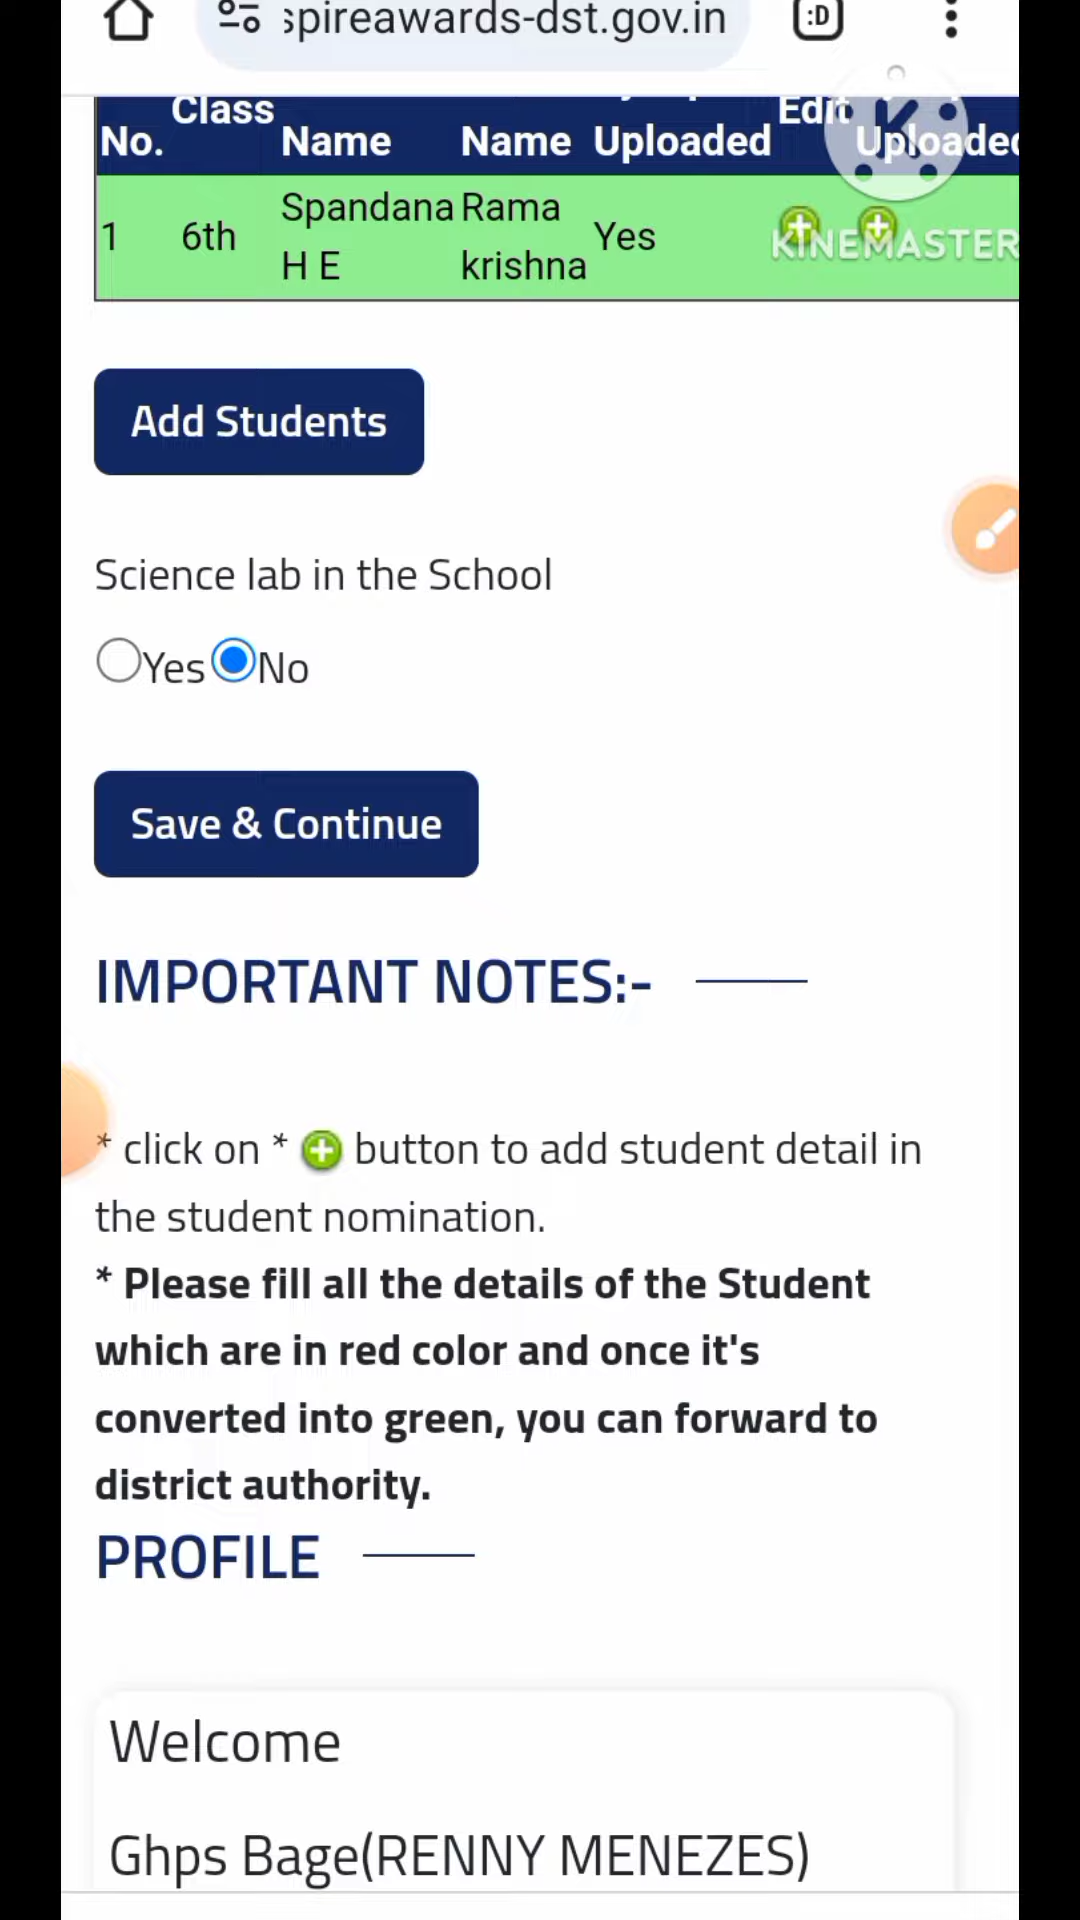 spireawards-dst.gov.in
:D
No. Class Name Name Uploaded Edit Uploaded
1 6th Spandana H E Rama krishna Yes
KINEMASTER
Add Students
Science lab in the School
Yes No
Save & Continue
IMPORTANT NOTES:-
* click on * button to add student detail in
the student nomination.
* Please fill all the details of the Student
which are in red color and once it's
converted into green, you can forward to
district authority.
PROFILE
Welcome
Ghps Bage(RENNY MENEZES)